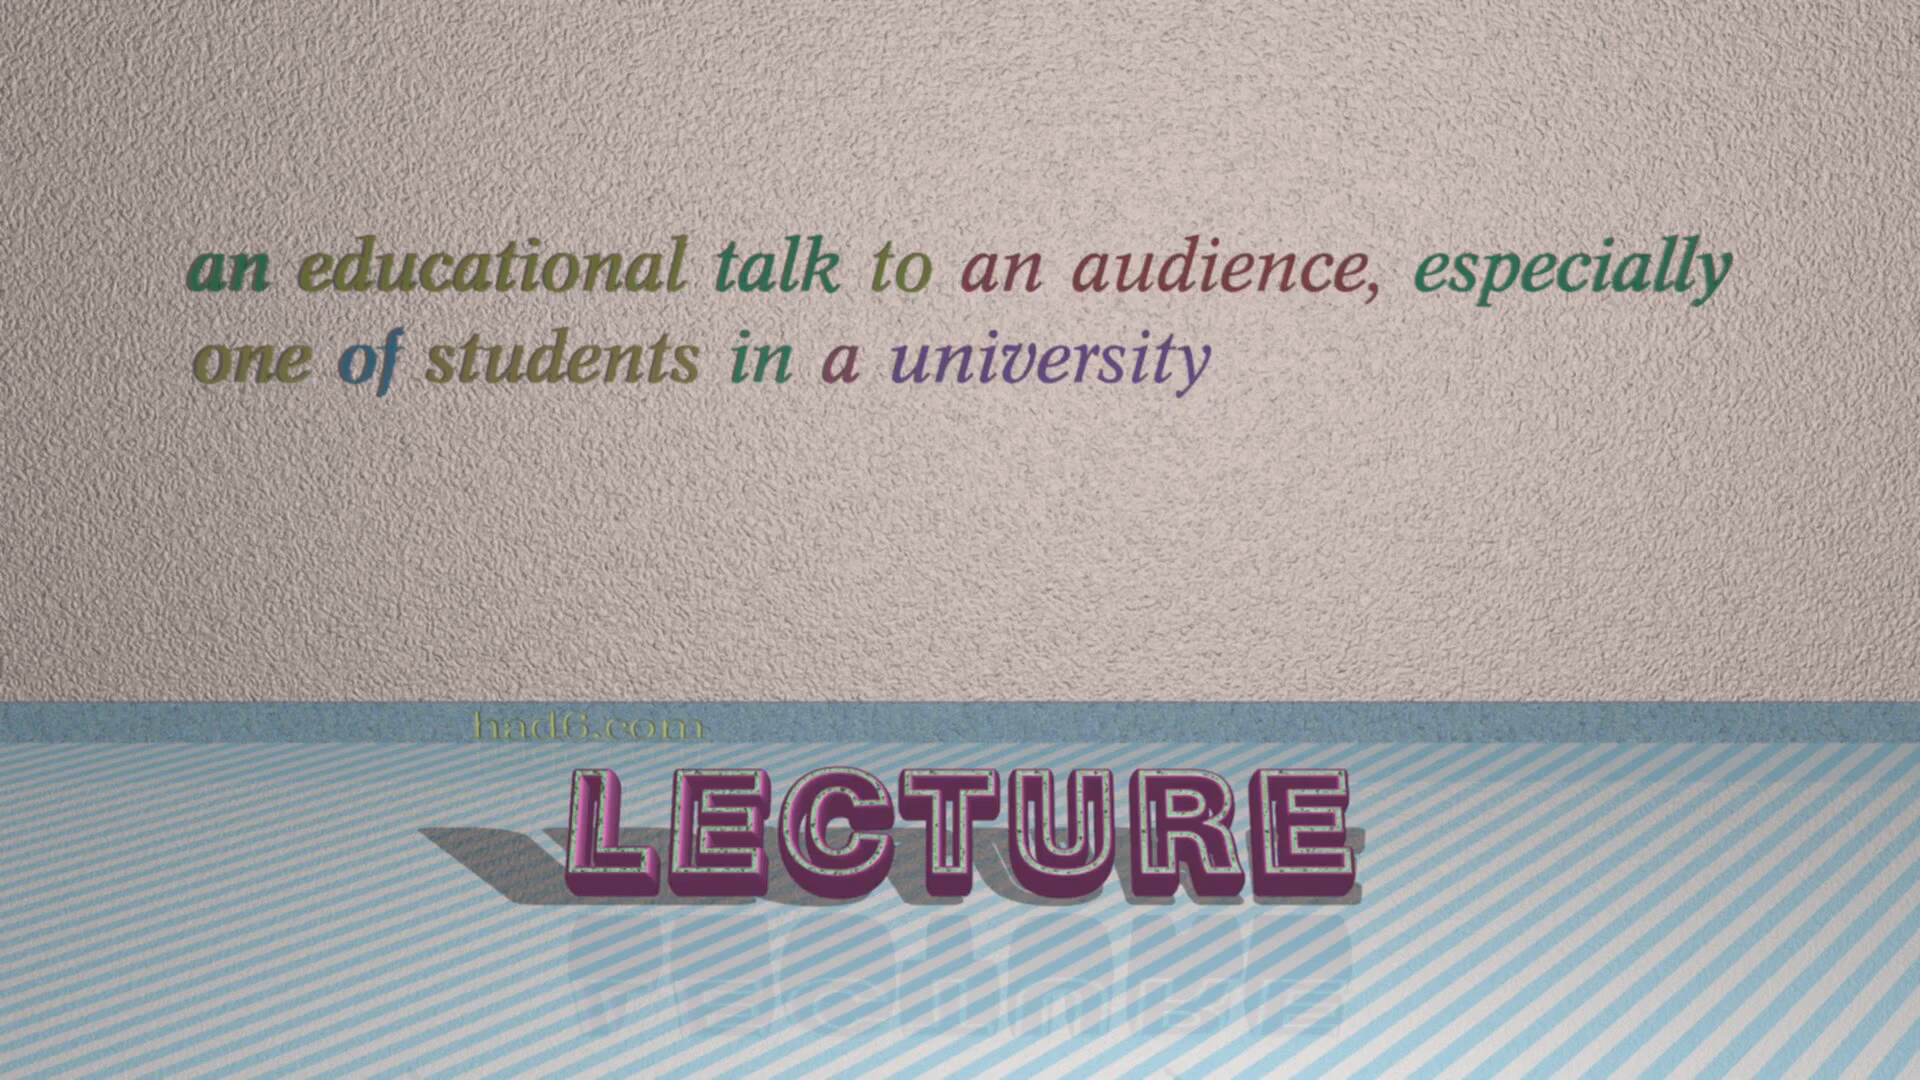 an educational talk to an audience, especially
one of students in a university
had6.com
LECTURE